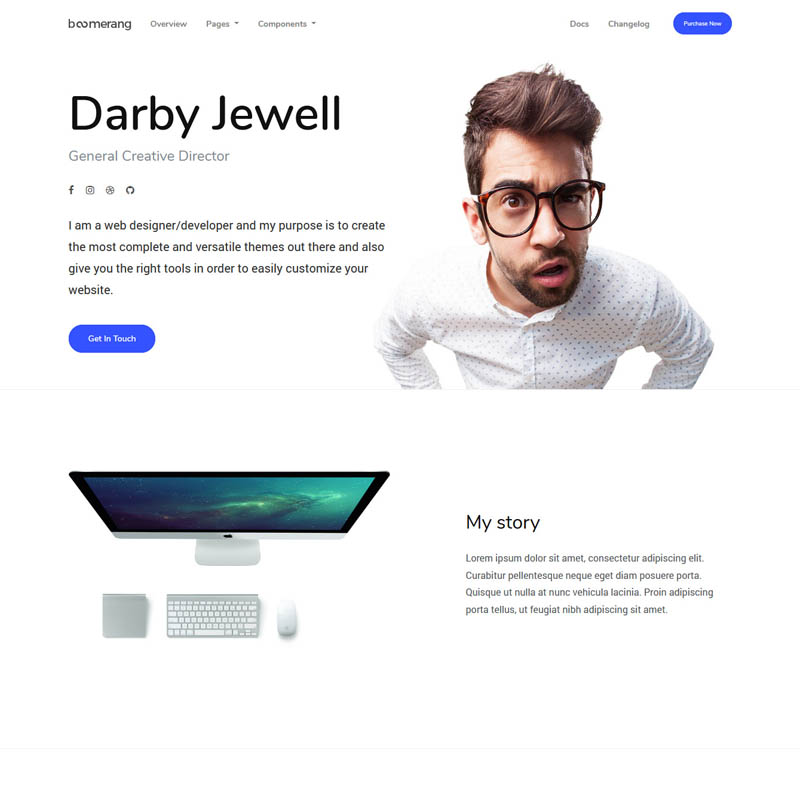 boomerang Overview Pages Components Docs Changelog Purchase Now
Darby Jewell
General Creative Director
I am a web designer/developer and my purpose is to create
the most complete and versatile themes out there and also
give you the right tools in order to easily customize your
website.
Get In Touch
My story
Lorem ipsum dolor sit amet, consectetur adipiscing elit.
Curabitur pellentesque neque eget diam posuere porta.
Quisque ut nulla at nunc vehicula lacinia. Proin adipiscing
porta tellus, ut feugiat nibh adipiscing sit amet.